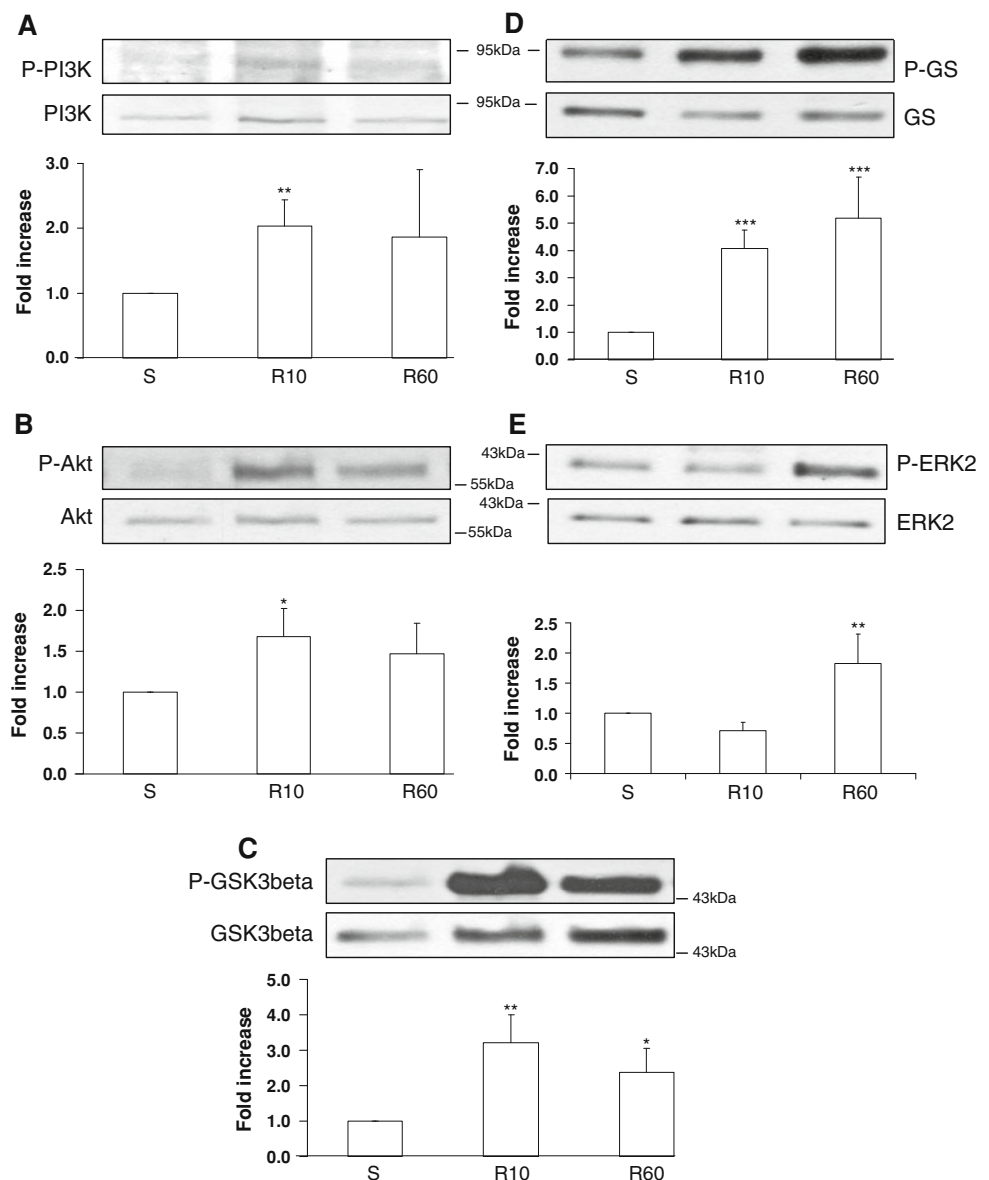 A
P-PI3K
PI3K
— 95kDa —
— 95kDa —
Fold increase
3.0
2.0
1.0
0.0
**
S R10 R60
D
P-GS
GS
Fold increase
7.0
6.0
5.0
4.0
3.0
2.0
1.0
0.0
***
***
S R10 R60
B
P-Akt
Akt
—55kDa
—55kDa
Fold increase
2.5
2.0
1.5
1.0
0.5
0.0
*
S R10 R60
E
43kDa—
43kDa—
P-ERK2
ERK2
Fold increase
2.5
2.0
1.5
1.0
0.5
0.0
**
S R10 R60
C
P-GSK3beta
GSK3beta
— 43kDa
— 43kDa
Fold increase
5.0
4.0
3.0
2.0
1.0
0.0
**
*
S R10 R60